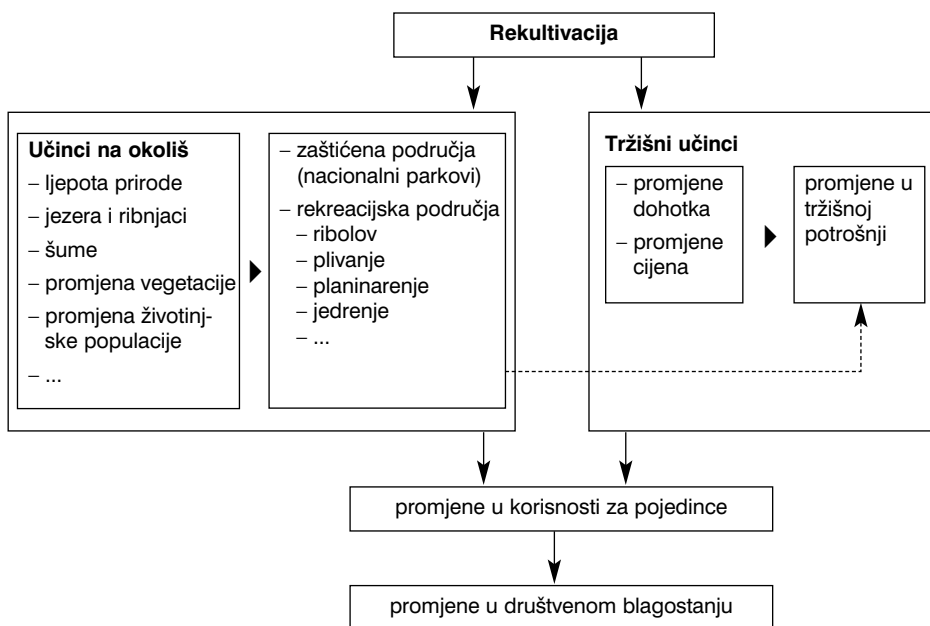 Rekultivacija
Učinci na okoliš
– ljepota prirode
– jezera i ribnjaci
– šume
– promjena vegetacije
– promjena životinj-
ske populacije
– ...
– zaštićena područja
(nacionalni parkovi)
– rekreacijska područja
– ribolov
– plivanje
– planinarenje
– jedrenje
– ...
Tržišni učinci
– promjene
dohotka
– promjene
cijena
promjene u
tržišnoj
potrošnji
promjene u korisnosti za pojedince
promjene u društvenom blagostanju